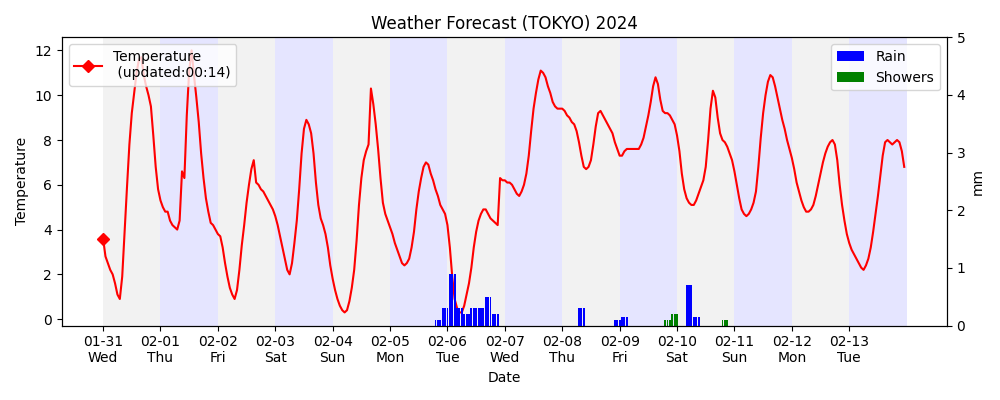 Weather Forecast (TOKYO) 2024
Temperature
(updated:00:14)
Rain
Showers
Temperature
mm
12
10
8
6
4
2
0
5
4
3
2
1
0
01-31 02-01 02-02 02-03 02-04 02-05 02-06 02-07 02-08 02-09 02-10 02-11 02-12 02-13
Wed Thu Fri Sat Sun Mon Tue Wed Thu Fri Sat Sun Mon Tue
Date